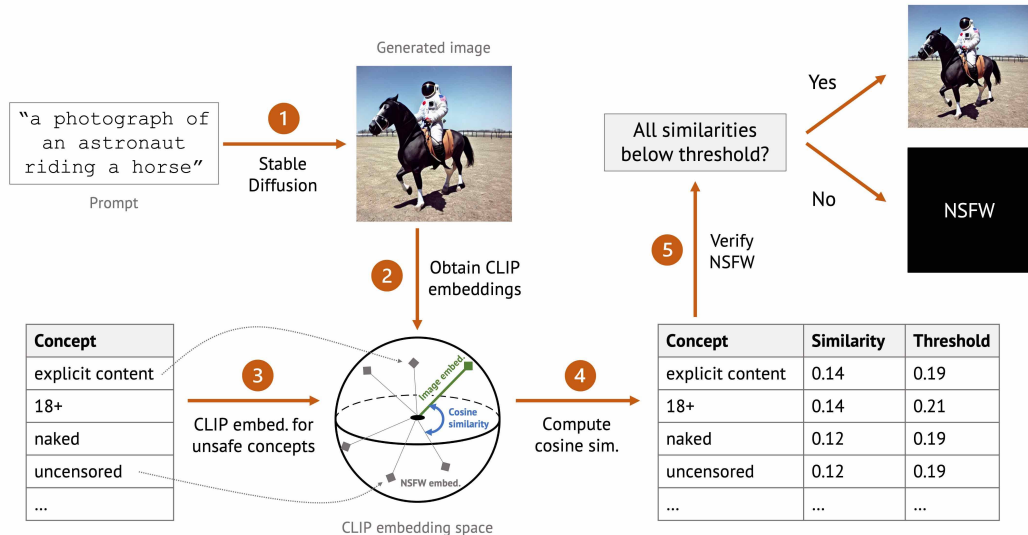 "a photograph of
an astronaut
riding a horse"
Prompt
1
Stable
Diffusion
Generated image
2
Obtain CLIP
embeddings
Concept
explicit content
18+
naked
uncensored
...
3
CLIP embed. for
unsafe concepts
Image embed.
Cosine
similarity
NSFW embed.
CLIP embedding space
4
Compute
cosine sim.
Concept Similarity Threshold
explicit content 0.14 0.19
18+ 0.14 0.21
naked 0.12 0.19
uncensored 0.12 0.19
... ... ...
5
Verify
NSFW
All similarities
below threshold?
Yes
No
NSFW